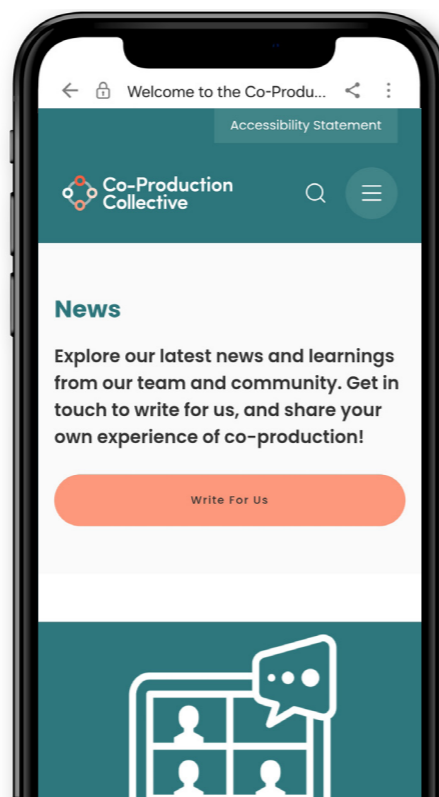 Welcome to the Co-Produ...
Accessibility Statement
Co-Production
Collective
News
Explore our latest news and learnings
from our team and community. Get in
touch to write for us, and share your
own experience of co-production!
Write For Us